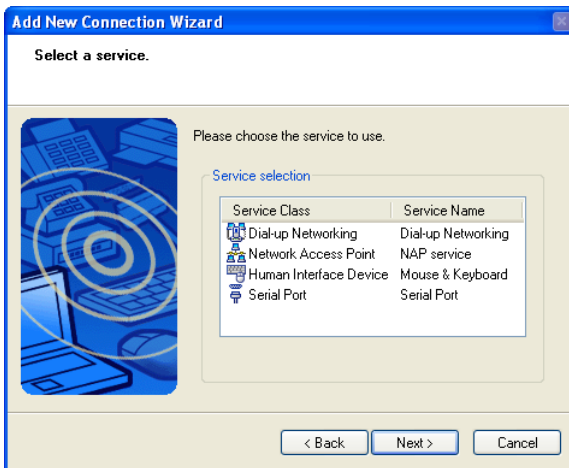 Add New Connection Wizard
Select a service.
Please choose the service to use.
Service selection
Service Class Service Name
Dial-up Networking Dial-up Networking
Network Access Point NAP service
Human Interface Device Mouse & Keyboard
Serial Port Serial Port
< Back Next > Cancel